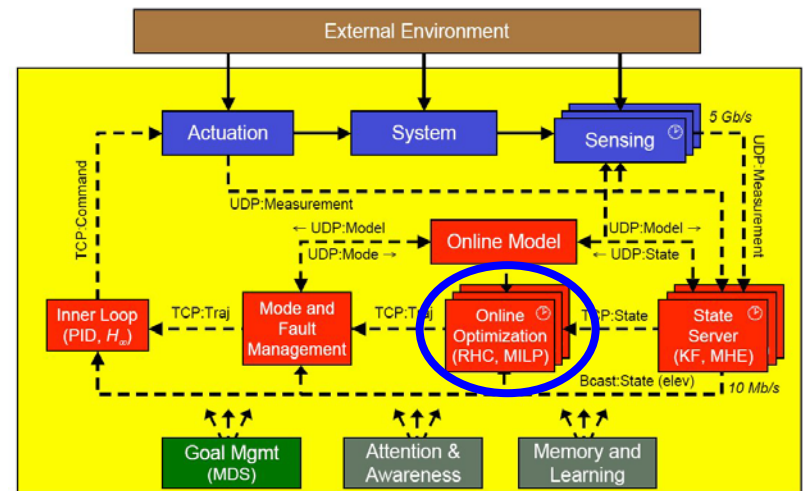 External Environment
Actuation
System
Sensing
5 Gb/s
TCP:Command
UDP:Measurement
UDP:Measurement
← UDP:Model
UDP:Mode →
Online Model
UDP:Model →
← UDP:State
Inner Loop
(PID, H∞)
TCP:Traj
Mode and
Fault
Management
TCP:Traj
Online
Optimization
(RHC, MILP)
TCP:State
State
Server
(KF, MHE)
Bcast:State (elev)
10 Mb/s
Goal Mgmt
(MDS)
Attention &
Awareness
Memory and
Learning